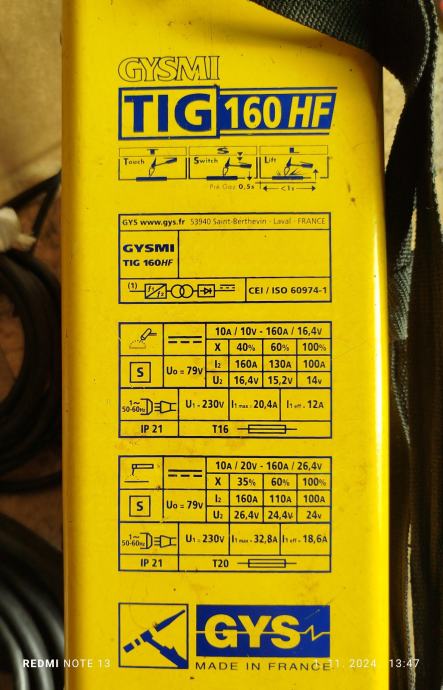 GYSMI
TIG 160 HF
T S L
Touch Switch Lift
Pré Gaz 0,5s <1s
GYS www.gys.fr 53940 Saint-Berthevin - Laval - FRANCE
GYSMI
TIG 160HF
(1) f1 f2 CEI / ISO 60974-1
10A / 10V - 160A / 16,4V
X 40% 60% 100%
S U0 = 79V I2 160A 130A 100A
U2 16,4V 15,2V 14V
1~ 50-60Hz U1 = 230V I1 max = 20,4A I1 eff = 12A
IP 21 T16
10A / 20V - 160A / 26,4V
X 35% 60% 100%
S U0 = 79V I2 160A 110A 100A
U2 26,4V 24,4V 24V
1~ 50-60Hz U1 = 230V I1 max = 32,8A I1 eff = 18,6A
IP 21 T20
GYS
MADE IN FRANCE
REDMI NOTE 13 11. 2024 13:47